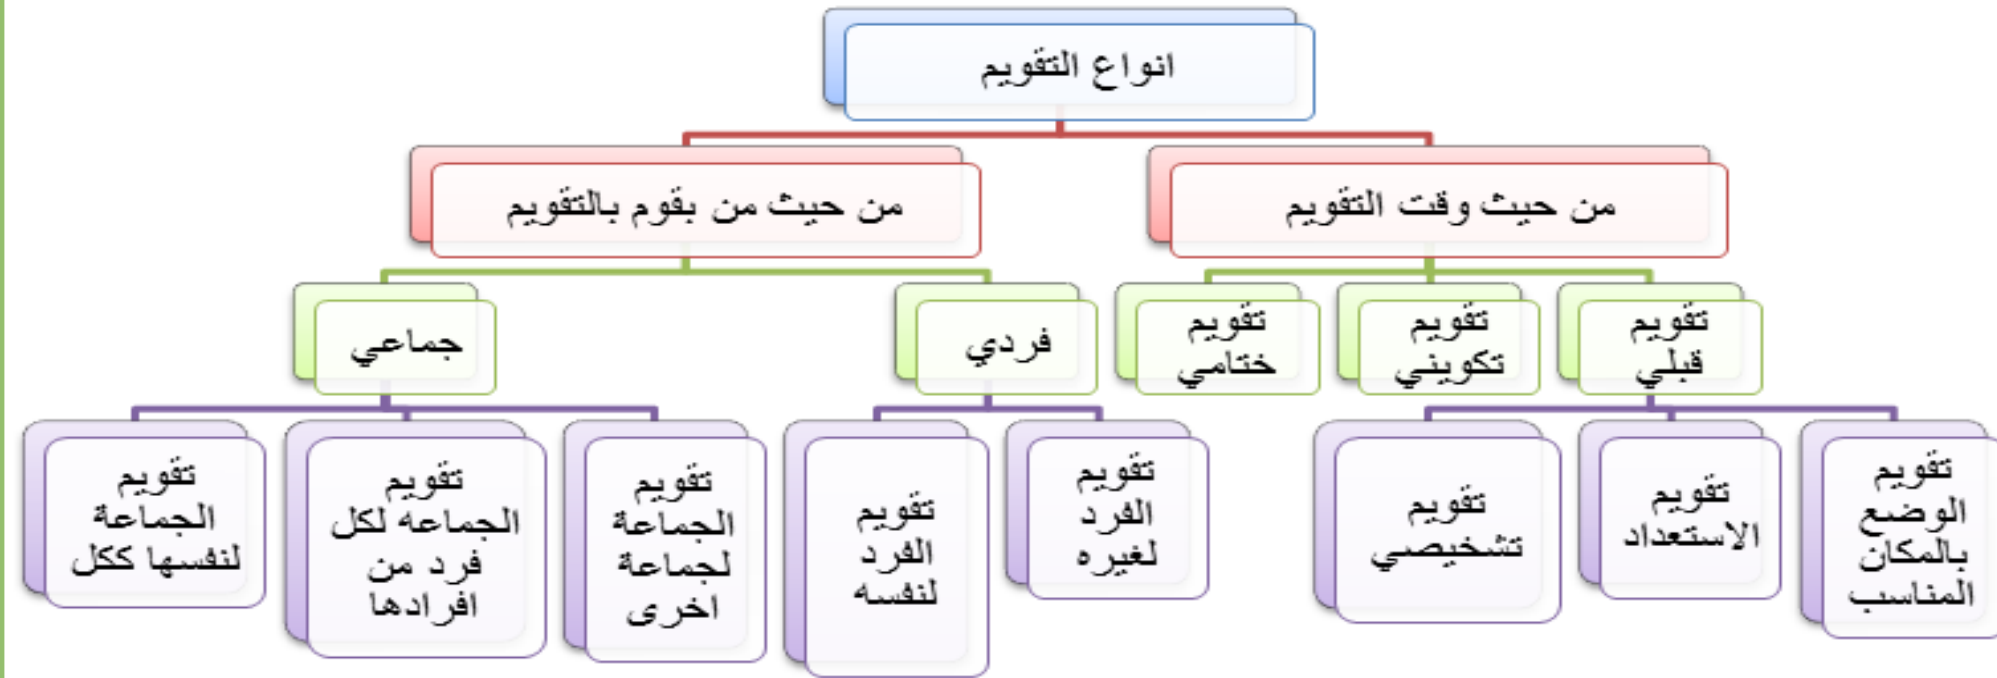 انواع التقويم
من حيث وقت التقويم
من حيث من بقوم بالتقويم
تقويم
قبلي
تقويم
تكويني
تقويم
ختامي
فردي
جماعي
تقويم
الوضع
بالمكان
المناسب
تقويم
الاستعداد
تقويم
تشخيصي
تقويم
الفرد
لغيره
تقويم
الفرد
لنفسه
تقويم
الجماعة
لجماعة
اخرى
تقويم
الجماعه لكل
فرد من
افرادها
تقويم
الجماعة
لنفسها ككل